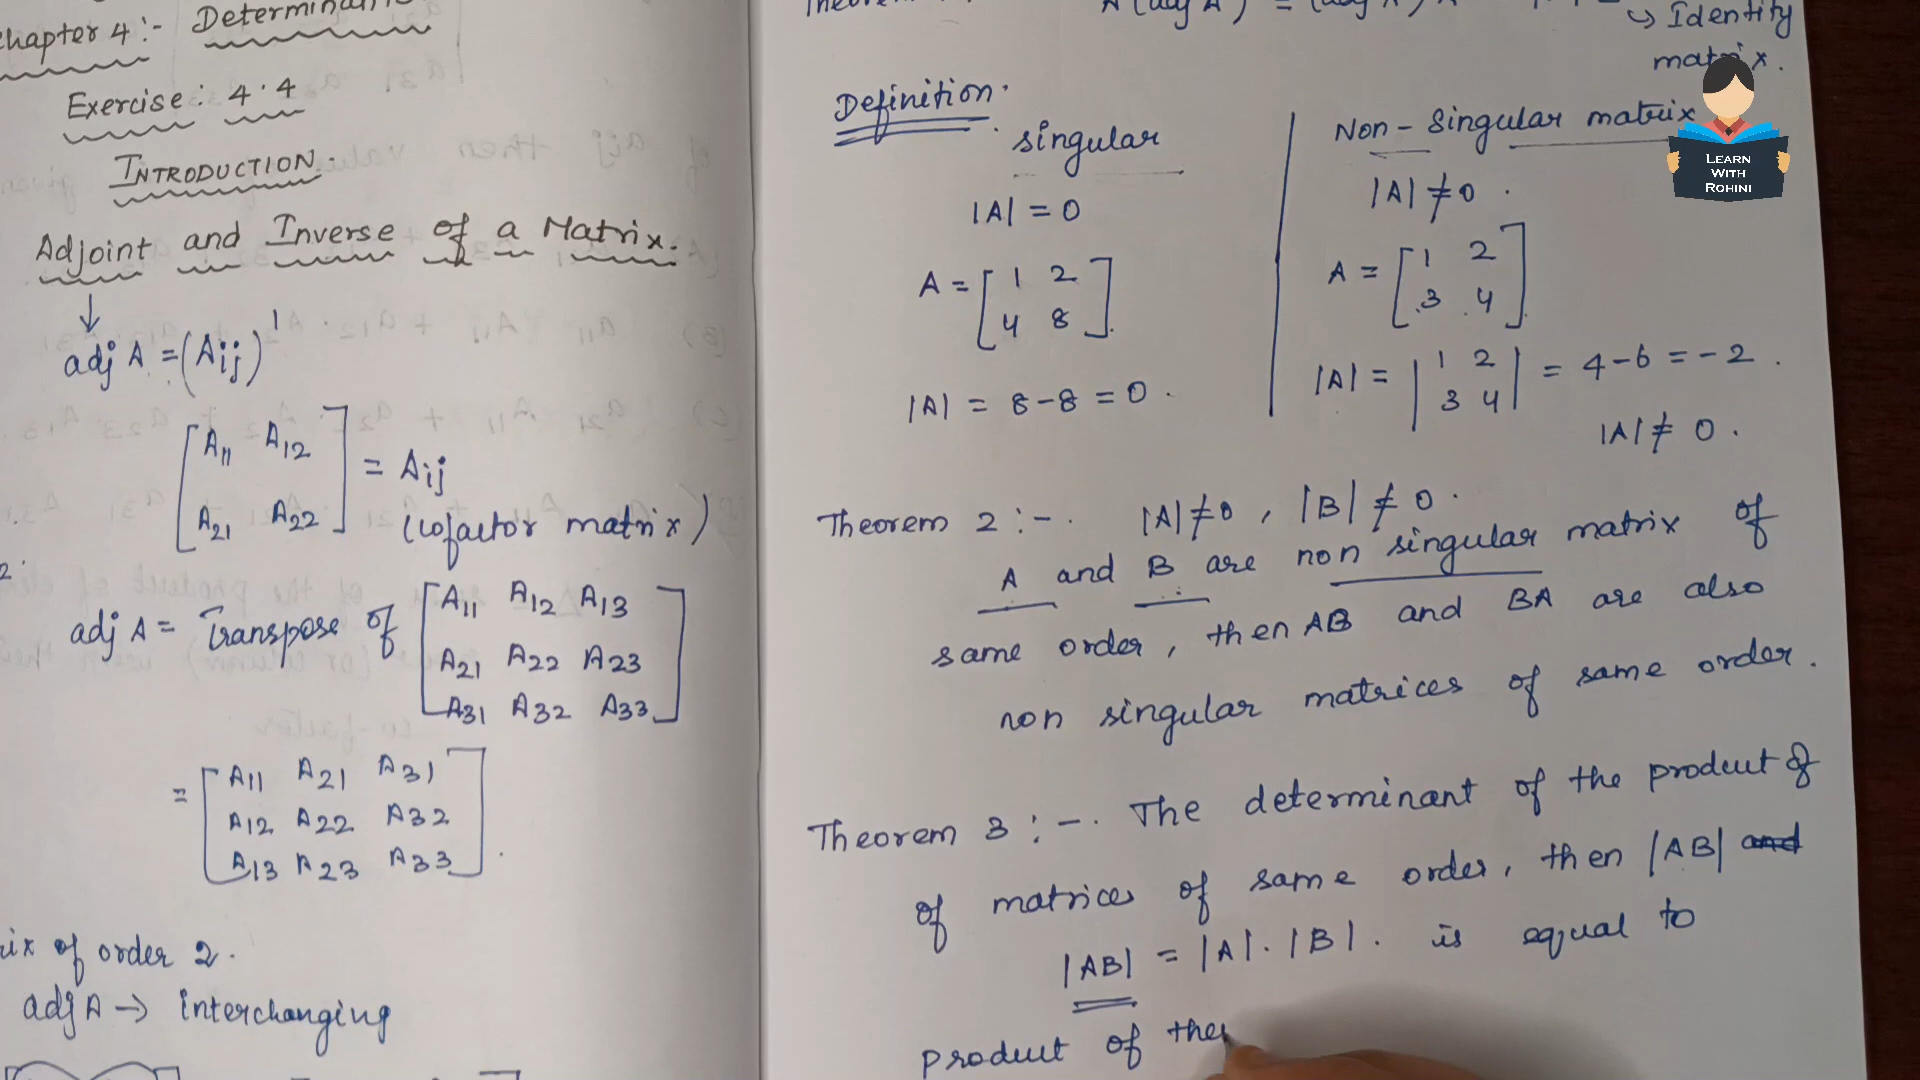 Chapter 4 :- Determinan
Exercise : 4.4
INTRODUCTION.
Adjoint and Inverse of a Matrix.
↓
adj A = (Aij)'
[A11 A12
A21 A22] = Aij
(cofactor matrix)
2.
adj A = Transpose of [A11 A12 A13
A21 A22 A23
A31 A32 A33]
= [A11 A21 A31
A12 A22 A32
A13 A23 A33].
rix of order 2.
adj A → interchanging
Identity
matrix.
Definition.
singular
|A| = 0
A = [1 2
4 8].
|A| = 8-8 = 0.
Non-Singular matrix
|A| ≠ 0.
A = [1 2
3 4].
|A| = |1 2
3 4| = 4-6 = -2.
|A| ≠ 0.
Theorem 2 :-. |A| ≠ 0, |B| ≠ 0.
A and B are non singular matrix of
same order, then AB and BA are also
non singular matrices of same order.
Theorem 3 :-. The determinant of the product of
of matrices of same order, then |AB| and
|AB| = |A|.|B|. is equal to
product of thei
LEARN
WITH
ROHINI